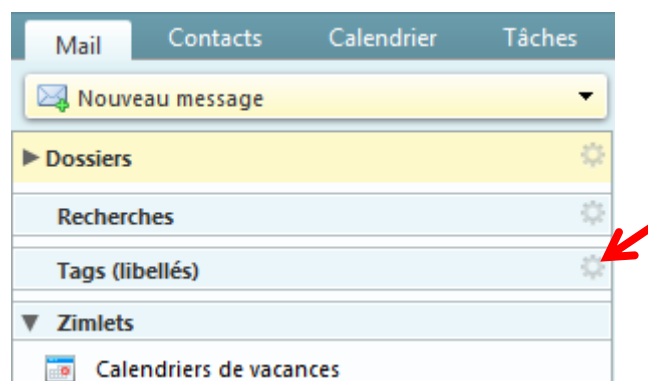 Mail Contacts Calendrier Tâches
Nouveau message
Dossiers
Recherches
Tags (libellés)
Zimlets
Calendriers de vacances